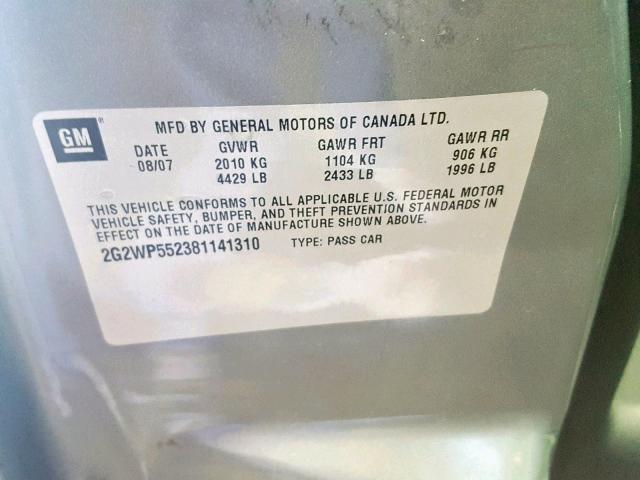 GM®
MFD BY GENERAL MOTORS OF CANADA LTD.
DATE GVWR GAWR FRT GAWR RR
08/07 2010 KG 1104 KG 906 KG
4429 LB 2433 LB 1996 LB
THIS VEHICLE CONFORMS TO ALL APPLICABLE U.S. FEDERAL MOTOR
VEHICLE SAFETY, BUMPER, AND THEFT PREVENTION STANDARDS IN
EFFECT ON THE DATE OF MANUFACTURE SHOWN ABOVE.
2G2WP552381141310 TYPE: PASS CAR